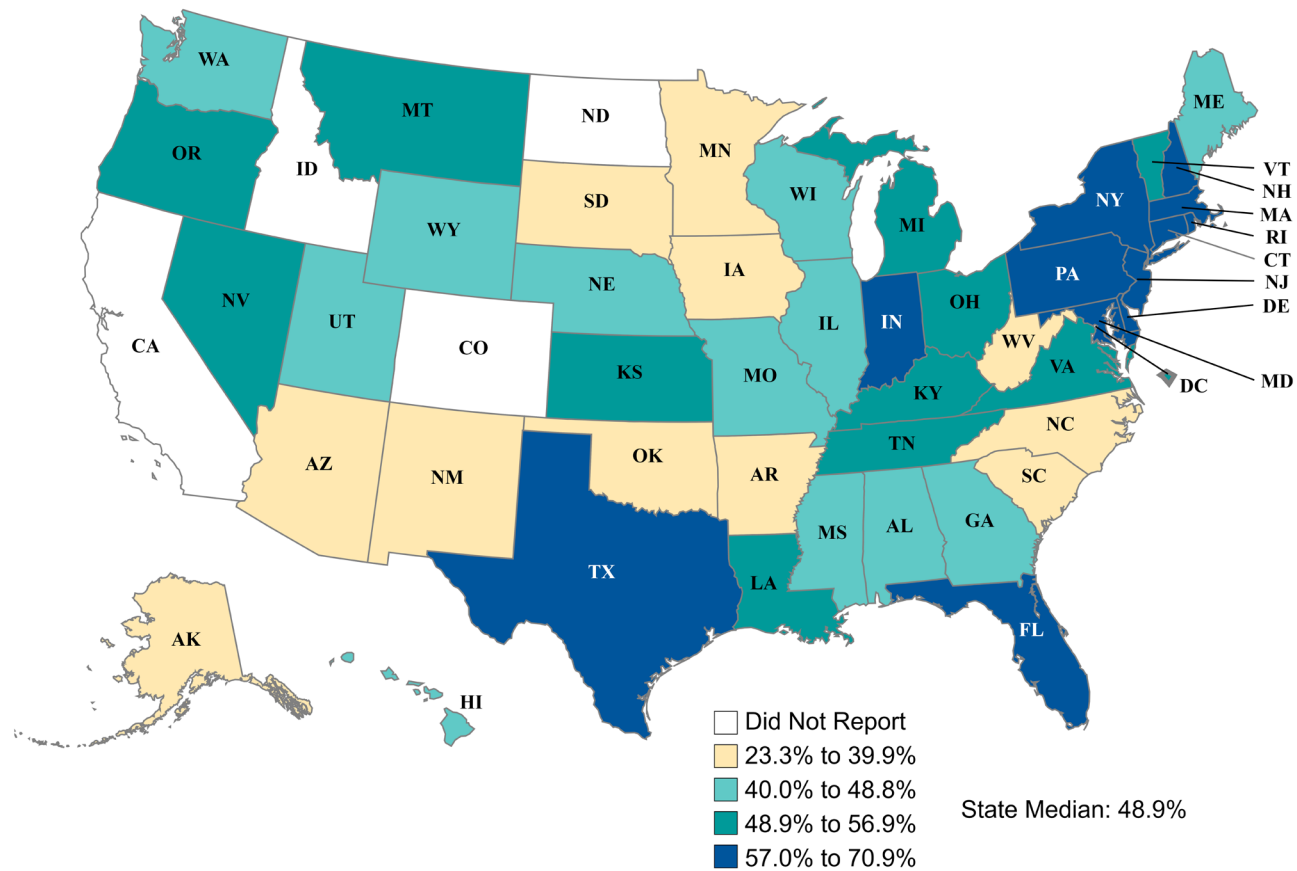 WA
ME
MT
ND
OR
MN
ID
VT
WI
NH
SD
NY
MA
WY
MI
RI
CT
IA
PA
NJ
NE
NV
OH
DE
UT
IL
IN
CA
CO
WV
VA
KS
MO
MD
DC
KY
NC
TN
OK
AZ
NM
AR
SC
GA
AL
MS
TX
LA
FL
AK
HI
Did Not Report
23.3% to 39.9%
40.0% to 48.8%
State Median: 48.9%
48.9% to 56.9%
57.0% to 70.9%